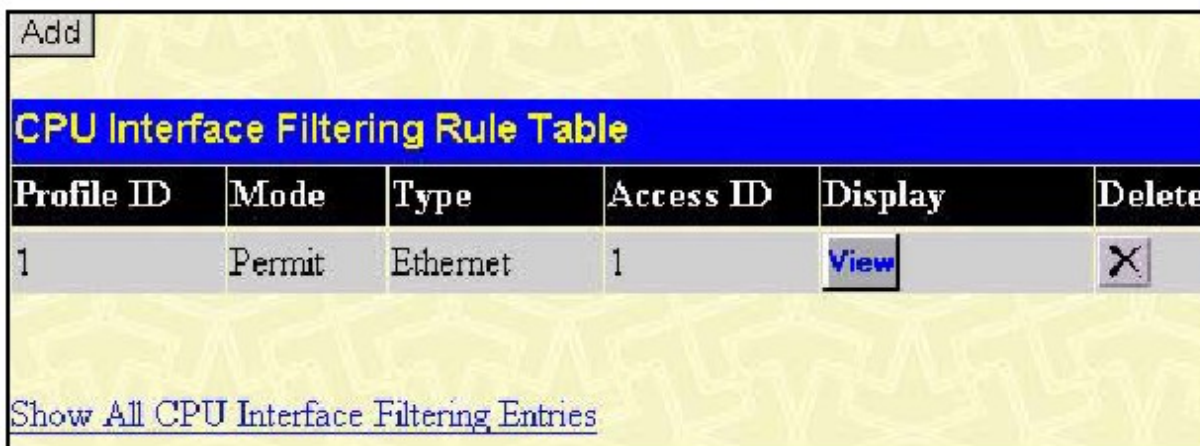 Add
CPU Interface Filtering Rule Table
Profile ID Mode Type Access ID Display Delete
1 Permit Ethernet 1 View
Show All CPU Interface Filtering Entries